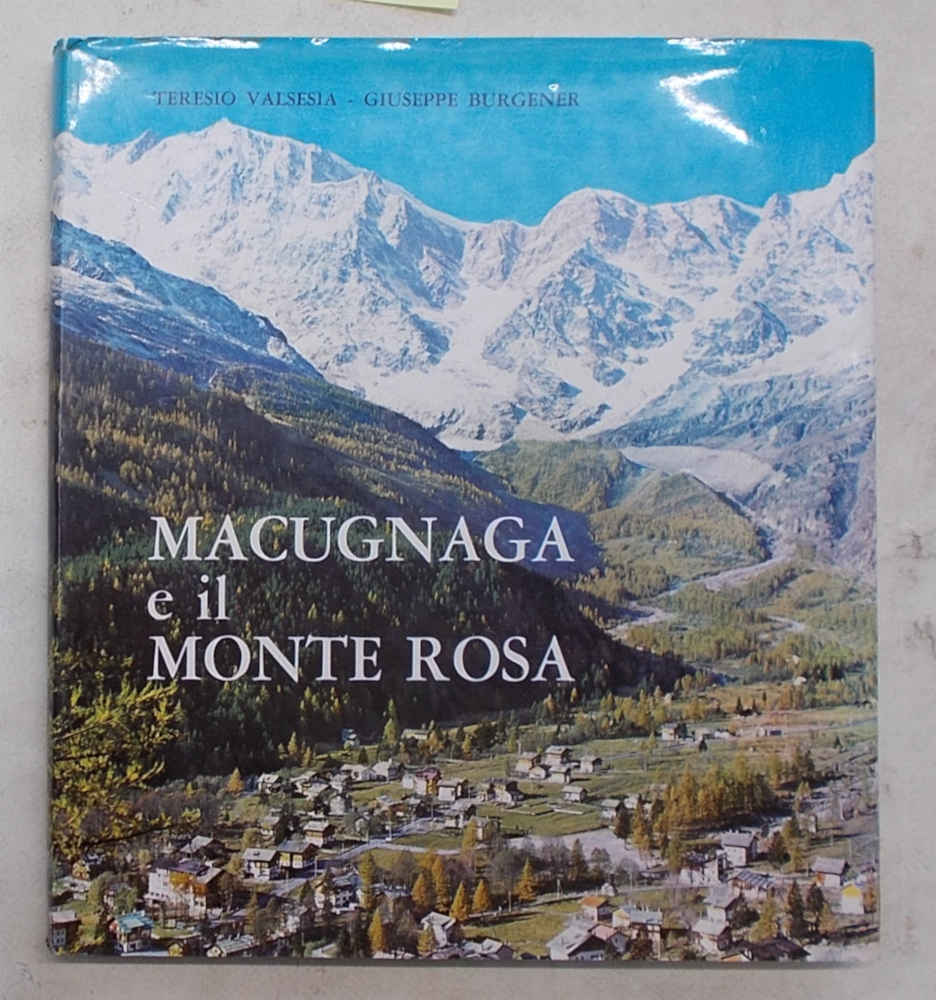 TERESIO VALSESIA - GIUSEPPE BURGENER
MACUGNAGA
e il
MONTE ROSA